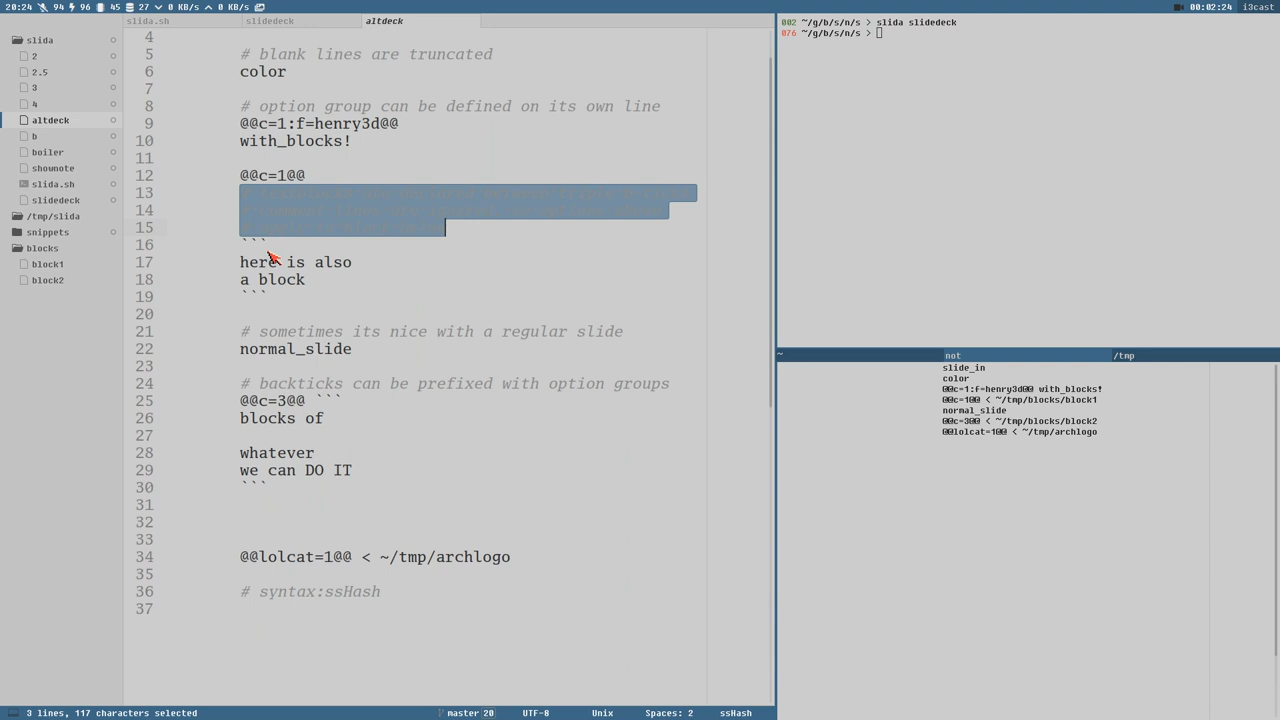 20:24 94 96 45 27 0 KB/s 0 KB/s
00:02:24 i3cast
slida.sh slidedeck altdeck
slida
2
2.5
3
4
altdeck
b
boiler
shownote
slida.sh
slidedeck
/tmp/slida
snippets
blocks
block1
block2
4
5 # blank lines are truncated
6 color
7
8 # option group can be defined on its own line
9 @@c=1:f=henry3d@@
10 with_blocks!
11
12 @@c=1@@
13
14
15
16 ```
17 here is also
18 a block
19 ```
20
21 # sometimes its nice with a regular slide
22 normal_slide
23
24 # backticks can be prefixed with option groups
25 @@c=3@@ ```
26 blocks of
27
28 whatever
29 we can DO IT
30 ```
31
32
33
34 @@lolcat=1@@ < ~/tmp/archlogo
35
36 # syntax:ssHash
37
3 lines, 117 characters selected master 20 UTF-8 Unix Spaces: 2 ssHash
002 ~/g/b/s/n/s > slida slidedeck
076 ~/g/b/s/n/s >
~ not /tmp
slide_in
color
@@c=1:f=henry3d@@ with_blocks!
@@c=1@@ < ~/tmp/blocks/block1
normal_slide
@@c=3@@ < ~/tmp/blocks/block2
@@lolcat=1@@ < ~/tmp/archlogo